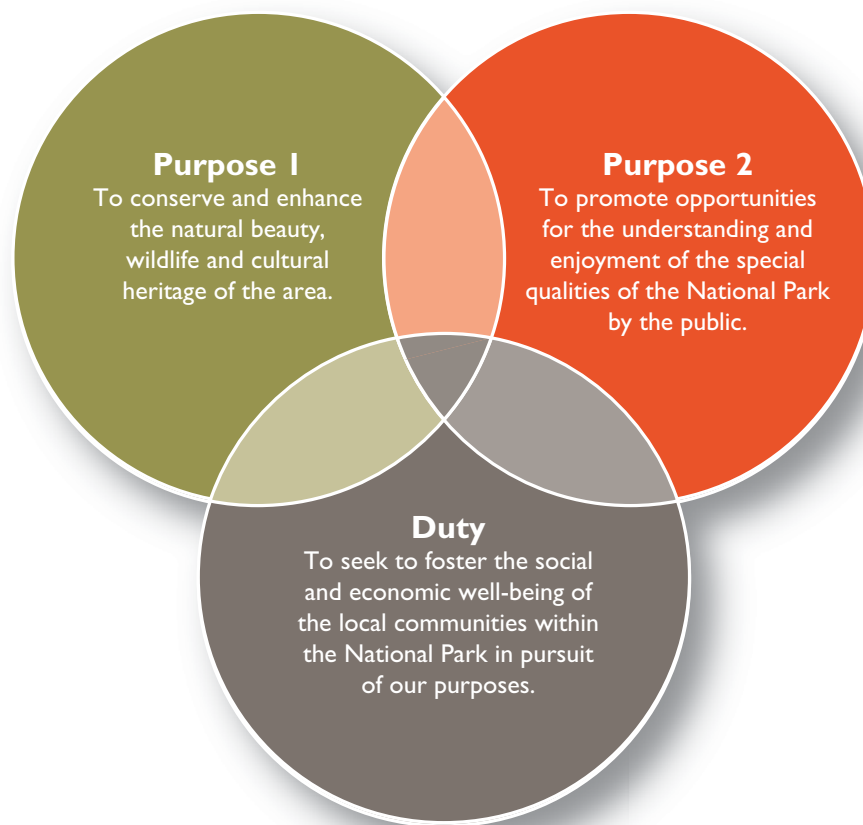 Purpose 1
To conserve and enhance
the natural beauty,
wildlife and cultural
heritage of the area.
Purpose 2
To promote opportunities
for the understanding and
enjoyment of the special
qualities of the National Park
by the public.
Duty
To seek to foster the social
and economic well-being of
the local communities within
the National Park in pursuit
of our purposes.